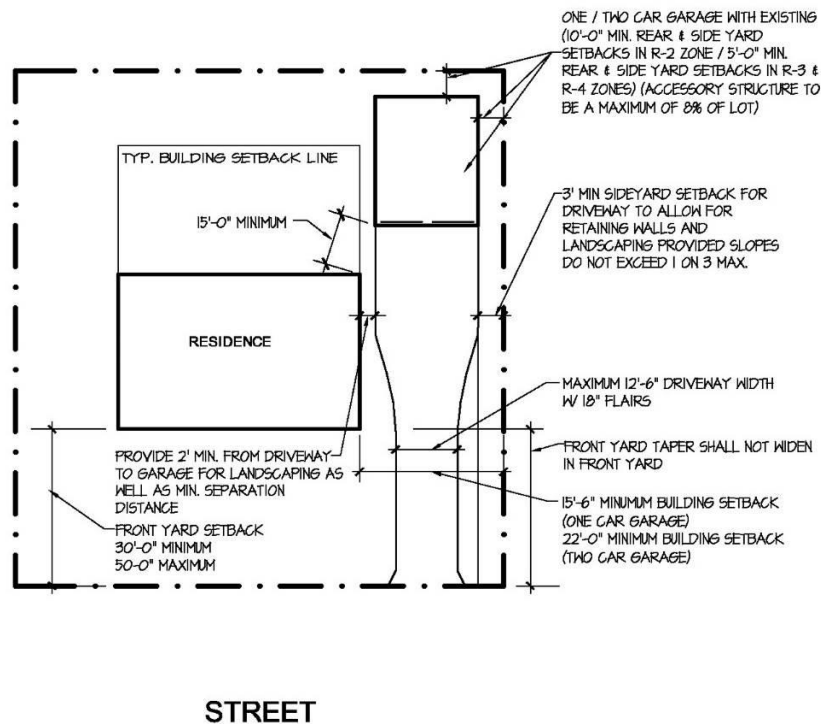 ONE / TWO CAR GARAGE WITH EXISTING
(10'-0" MIN. REAR & SIDE YARD
SETBACKS IN R-2 ZONE / 5'-0" MIN.
REAR & SIDE YARD SETBACKS IN R-3 &
R-4 ZONES) (ACCESSORY STRUCTURE TO
BE A MAXIMUM OF 8% OF LOT)
TYP. BUILDING SETBACK LINE
15'-0" MINIMUM
3' MIN SIDEYARD SETBACK FOR
DRIVEWAY TO ALLOW FOR
RETAINING WALLS AND
LANDSCAPING PROVIDED SLOPES
DO NOT EXCEED 1 ON 3 MAX.
RESIDENCE
MAXIMUM 12'-6" DRIVEWAY WIDTH
W/ 18" FLAIRS
PROVIDE 2' MIN. FROM DRIVEWAY
TO GARAGE FOR LANDSCAPING AS
WELL AS MIN. SEPARATION
DISTANCE
FRONT YARD TAPER SHALL NOT WIDEN
IN FRONT YARD
FRONT YARD SETBACK
30'-0" MINIMUM
50-0" MAXIMUM
15'-6" MINUMUM BUILDING SETBACK
(ONE CAR GARAGE)
22'-0" MINIMUM BUILDING SETBACK
(TWO CAR GARAGE)
STREET